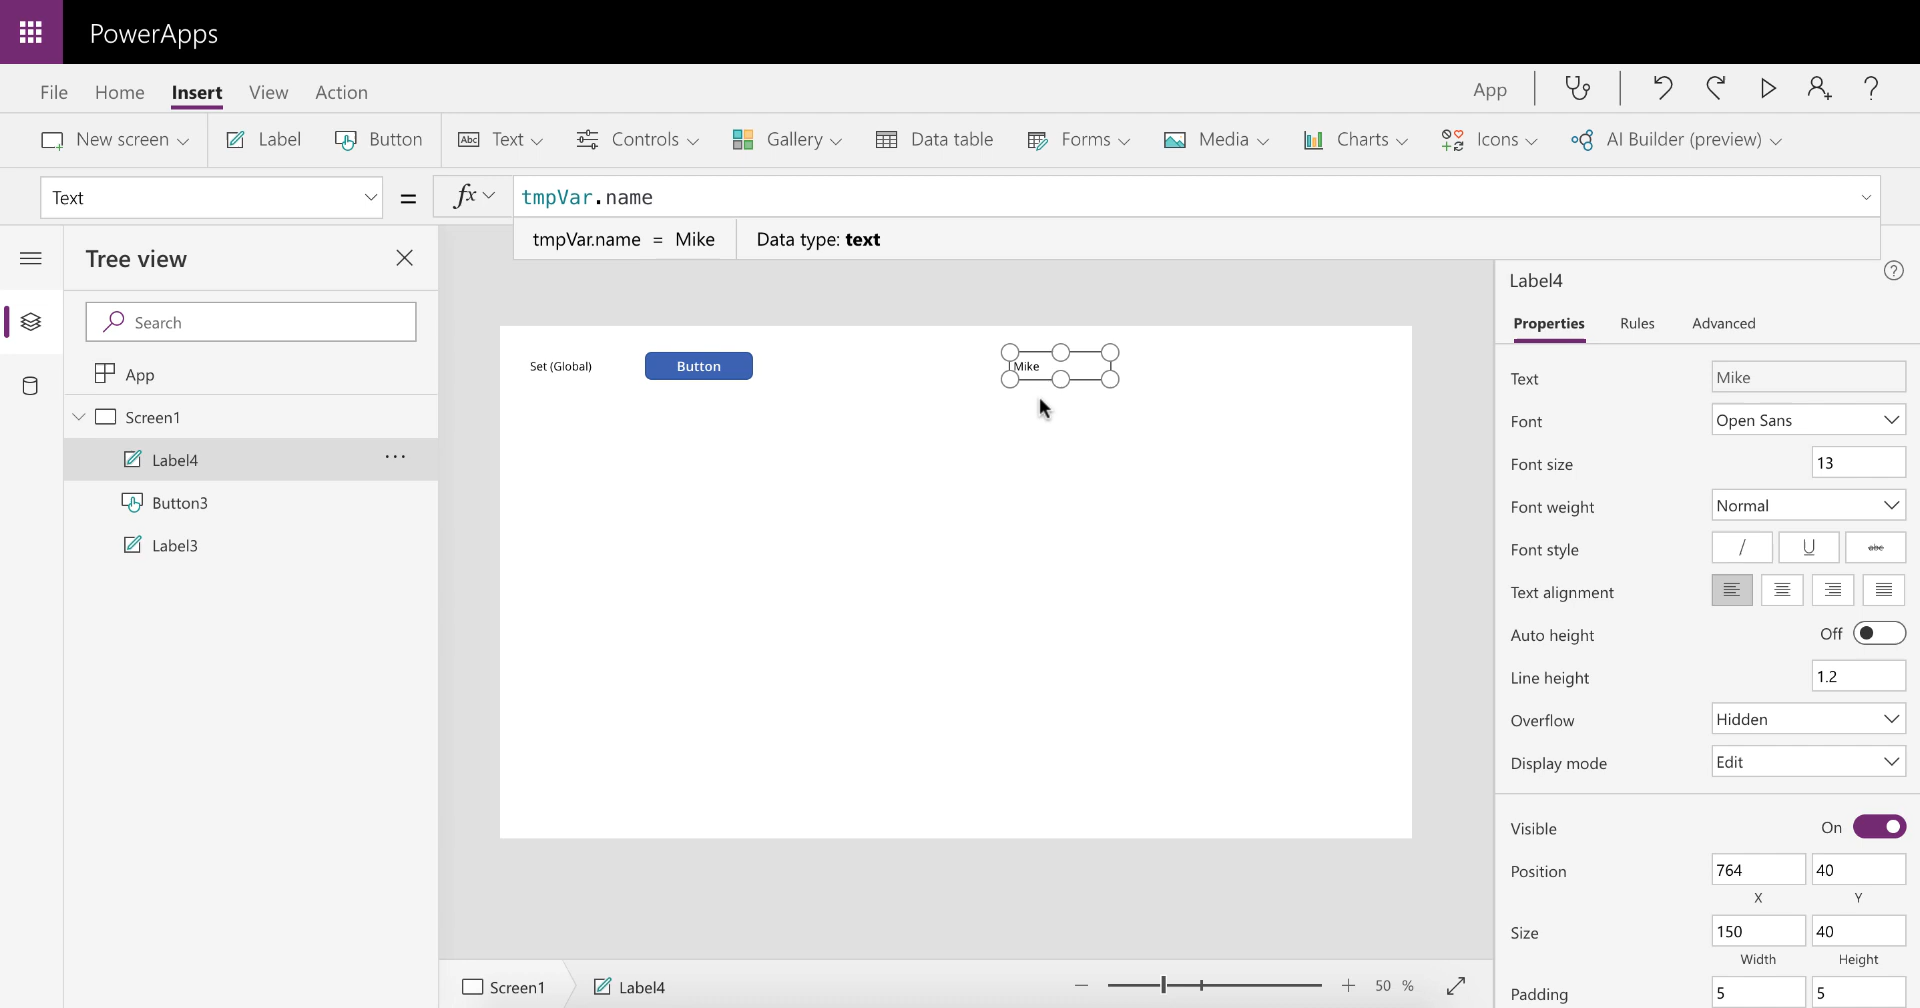 PowerApps
File Home Insert View Action App
New screen Label Button Text Controls Gallery Data table Forms Media Charts Icons AI Builder (preview)
Text = fx tmpVar.name
tmpVar.name = Mike Data type: text
Tree view
Search
App
Screen1
Label4 ...
Button3
Label3
Set (Global) Button Mike
Label4
Properties Rules Advanced
Text Mike
Font Open Sans
Font size 13
Font weight Normal
Font style / U abc
Text alignment
Auto height Off
Line height 1.2
Overflow Hidden
Display mode Edit
Visible On
Position 764 40
X Y
Size 150 40
Width Height
Padding 5 5
Screen1 Label4 50 %